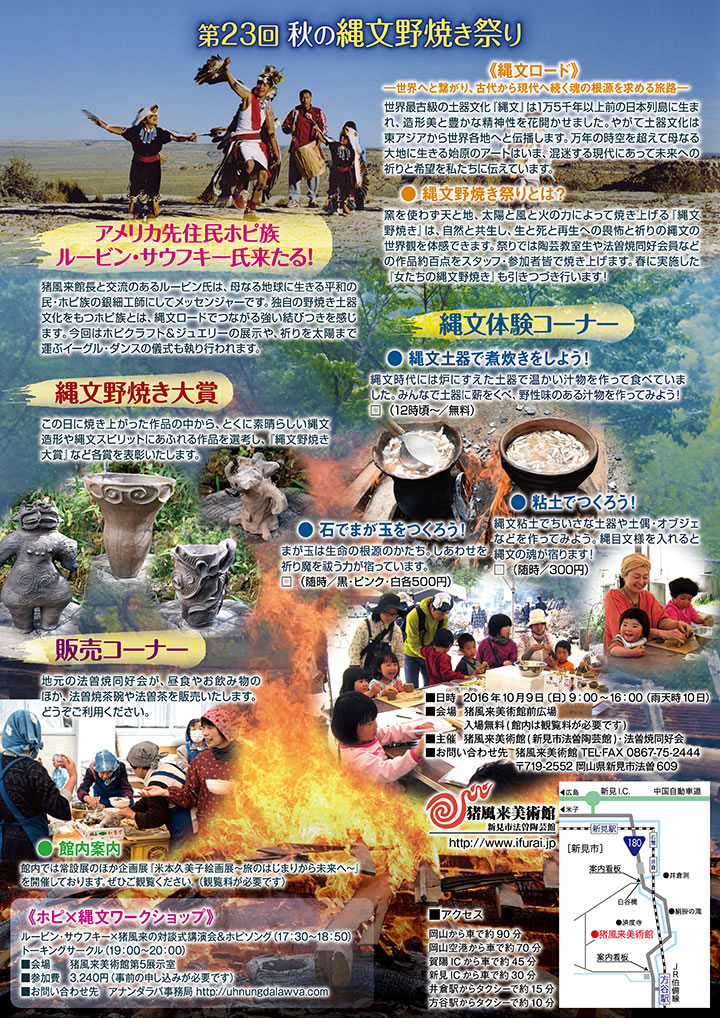 第23回 秋の縄文野焼き祭り
《縄文ロード》
―世界へと繋がり、古代から現代へ続く魂の根源を求める旅路―
世界最古級の土器文化『縄文』は1万5千年以上前の日本列島に生ま
れ、造形美と豊かな精神性を花開かせました。やがて土器文化は
東アジアから世界各地へと伝播します。万年の時空を超えて母なる
大地に生きる始原のアートはいま、混迷する現代にあって未来への
祈りと希望を私たちに伝えています。
● 縄文野焼き祭りとは？
窯を使わず天と地、太陽と風と火の力によって焼き上げる『縄文
野焼き』は、自然と共生し、生と死と再生への畏怖と祈りの縄文の
世界観を体感できます。祭りでは陶芸教室生や法曽焼同好会員など
の作品約百点をスタッフ・参加者皆で焼き上げます。春に実施した
『女たちの縄文野焼き』も引きつづき行います！
アメリカ先住民ホピ族
ルービン・サウフキー氏来たる！
猪風来館長と交流のあるルービン氏は、母なる地球に生きる平和の
民・ホピ族の銀細工師にしてメッセンジャーです。独自の野焼き土器
文化をもつホピ族とは、縄文ロードでつながる強い結びつきを感じ
ます。今回はホピクラフト＆ジュエリーの展示や、祈りを太陽まで
運ぶイーグル・ダンスの儀式も執り行われます。
縄文野焼き大賞
この日に焼き上がった作品の中から、とくに素晴らしい縄文
造形や縄文スピリットにあふれる作品を選考し、『縄文野焼き
大賞』など各賞を表彰いたします。
縄文体験コーナー
● 縄文土器で煮炊きをしよう！
縄文時代には炉にすえた土器で温かい汁物を作って食べていま
した。みんなで土器に薪をくべ、野性味のある汁物を作ってみよう！
□ （12時頃～／無料）
● 粘土でつくろう！
縄文粘土でちいさな土器や土偶・オブジェ
などを作ってみよう。縄目文様を入れると
縄文の魂が宿ります！
□ （随時／300円）
● 石でまが玉をつくろう！
まが玉は生命の根源のかたち。しあわせを
祈り魔を祓う力が宿っています。
□ （随時／黒・ピンク・白各500円）
販売コーナー
地元の法曽焼同好会が、昼食やお飲み物の
ほか、法曽焼茶碗や法曽茶を販売いたします。
どうぞご利用ください。
■日時 2016年10月9日（日）9：00～16：00（雨天時10日）
■会場 猪風来美術館前広場
入場無料（館内は観覧料が必要です）
■主催 猪風来美術館（新見市法曽陶芸館）・法曽焼同好会
■お問い合わせ先 猪風来美術館 TEL・FAX 0867-75-2444
〒719-2552 岡山県新見市法曽609
猪風来美術館
新見市法曽陶芸館
http://www.ifurai.jp
● 館内案内
館内では常設展のほか企画展『米本久美子絵画展～旅のはじまりから未来へ～』
を開催しております。ぜひご観覧ください。（観覧料が必要です）
《ホピ×縄文ワークショップ》
ルービン・サウフキー×猪風来の対談式講演会＆ホピソング（17：30～18：50）
トーキングサークル（19：00～20：00）
■会場 猪風来美術館第5展示室
■参加費 3,240円（事前の申し込みが必要です）
■お問い合わせ先 アナンダラバ事務局 http://uhnungdalawva.com
■アクセス
岡山から車で約90分
岡山空港から車で約70分
賀陽ICから車で約45分
新見ICから車で約30分
井倉駅からタクシーで約15分
方谷駅からタクシーで約10分
◀広島
新見I.C.
中国自動車道
◀米子
新見駅
180
［新見市］
井倉
案内看板
●井倉洞
白谷橋
●絹掛の滝
●済度寺
●猪風来美術館
案内看板
JR伯備線
方谷駅